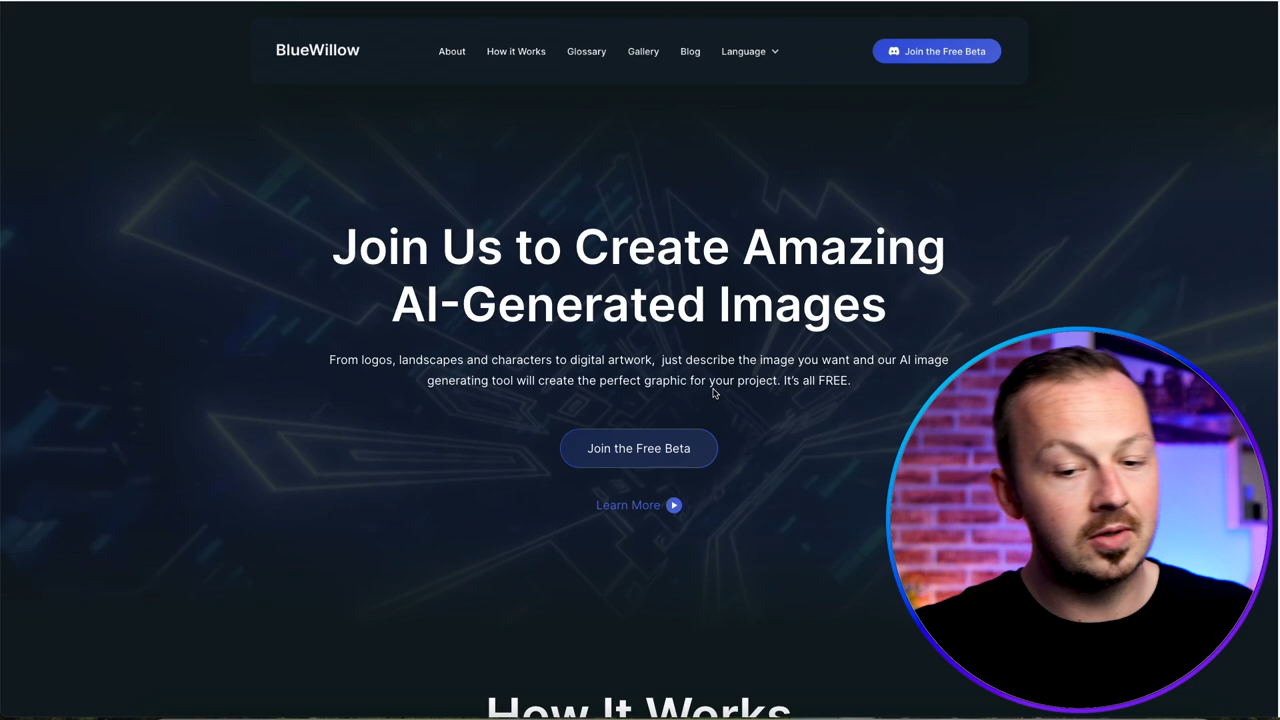 BlueWillow
About
How it Works
Glossary
Gallery
Blog
Language
Join the Free Beta
Join Us to Create Amazing
AI-Generated Images
From logos, landscapes and characters to digital artwork, just describe the image you want and our AI image
generating tool will create the perfect graphic for your project. It's all FREE.
Join the Free Beta
Learn More
How It Works